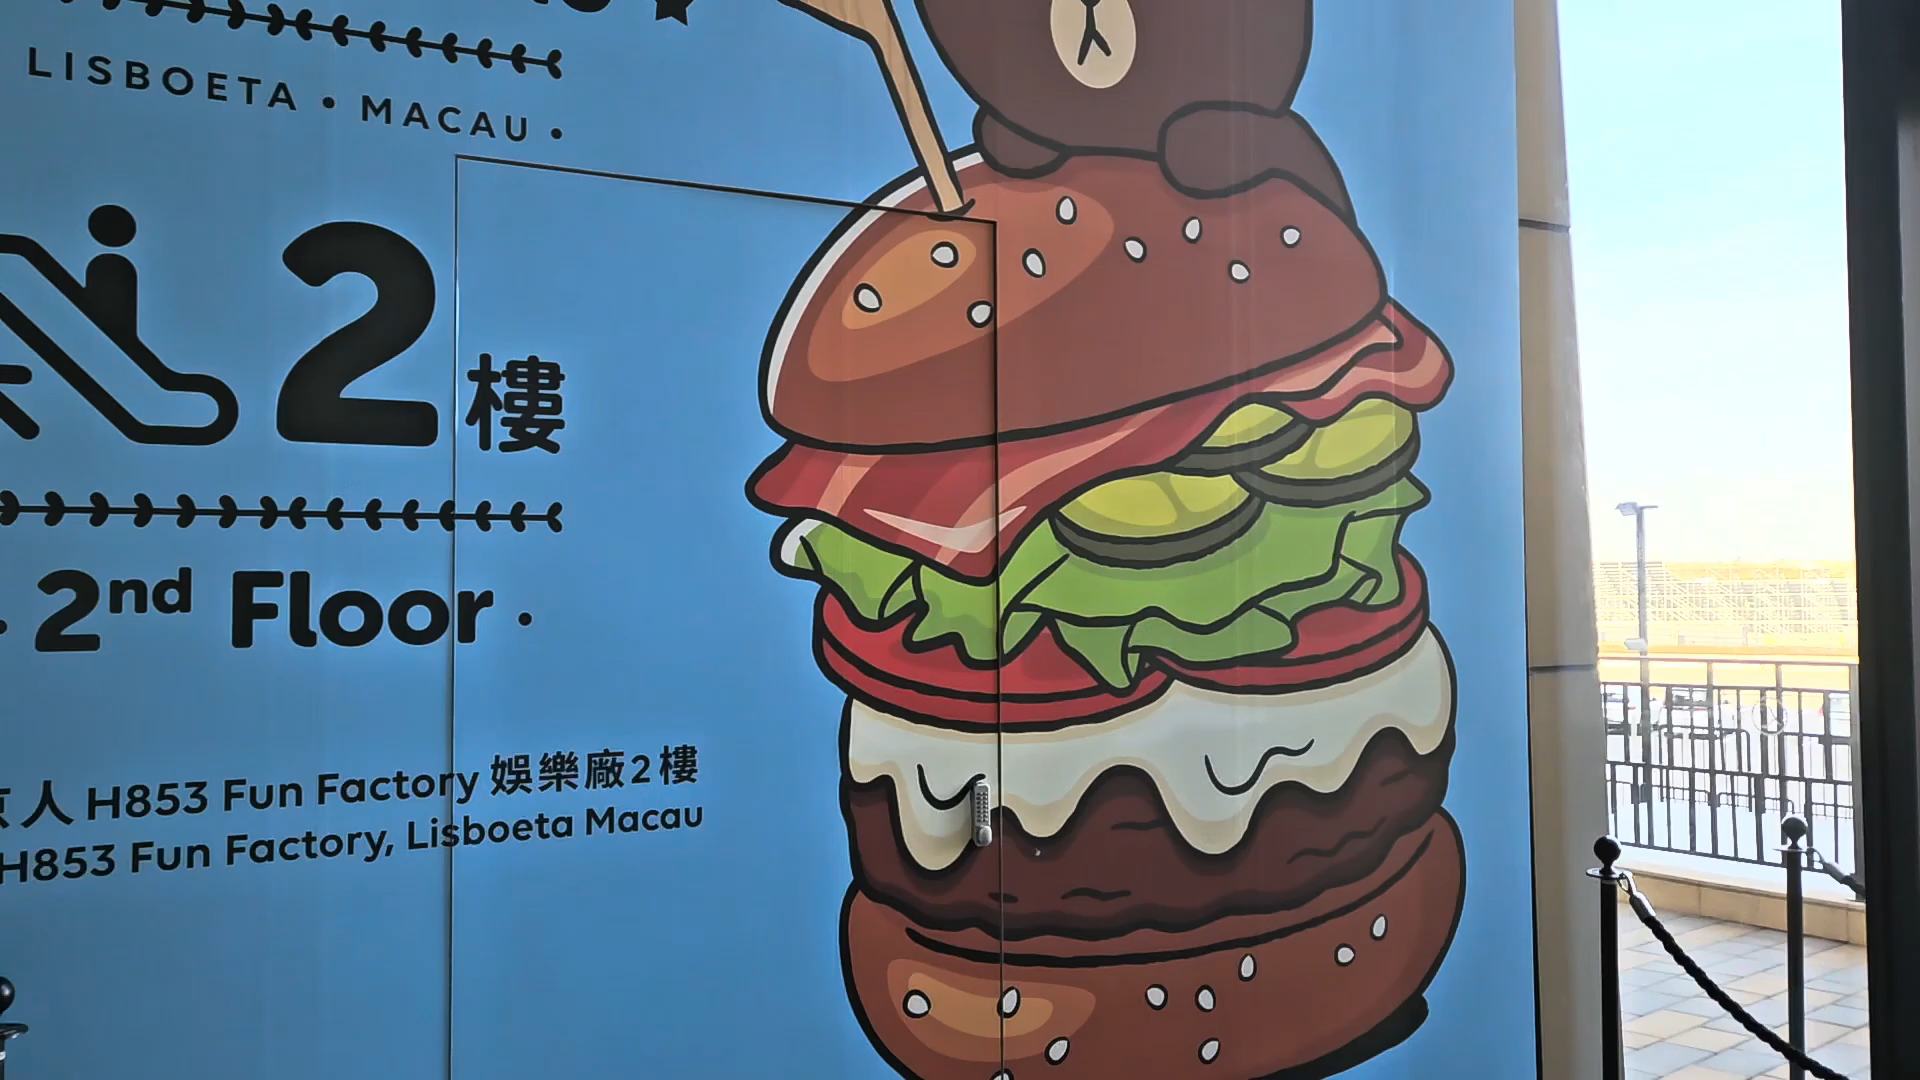 LISBOETA • MACAU •
2樓
• 2nd Floor •
人 H853 Fun Factory 娛樂廠2樓
H853 Fun Factory, Lisboeta Macau